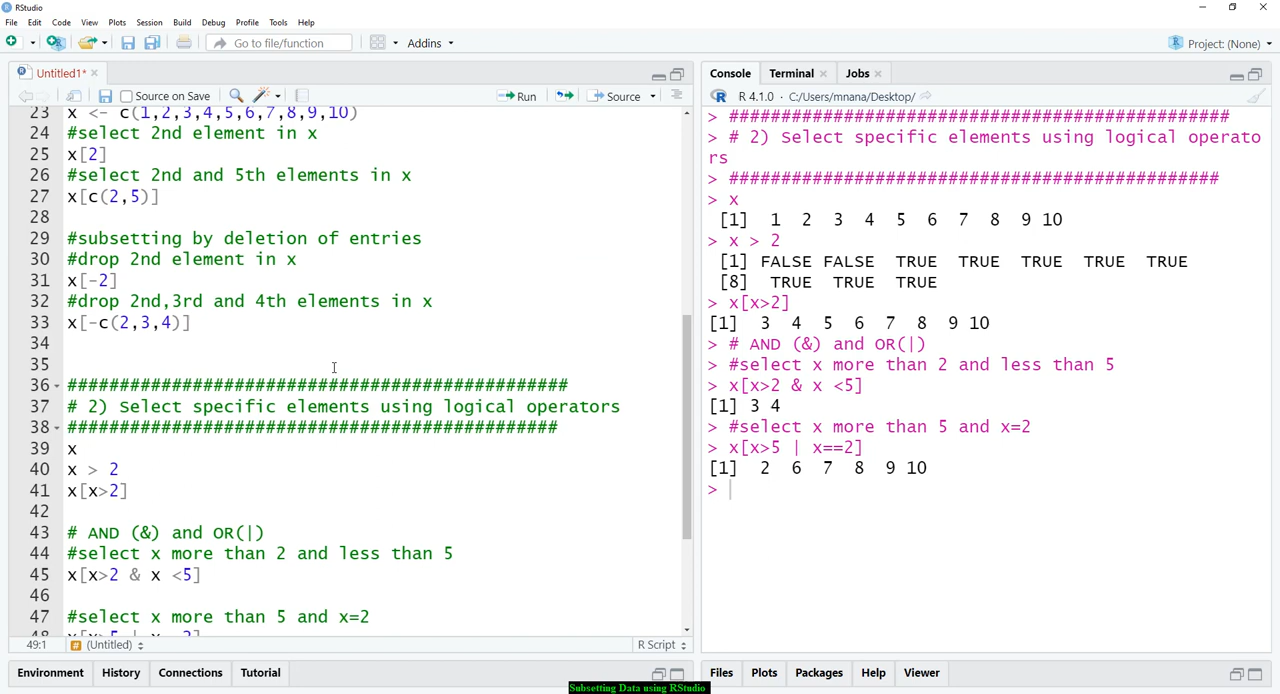 RStudio
File Edit Code View Plots Session Build Debug Profile Tools Help
Go to file/function Addins Project: (None)
Untitled1*
Source on Save Run Source
23 x <- c(1,2,3,4,5,6,7,8,9,10)
24 #select 2nd element in x
25 x[2]
26 #select 2nd and 5th elements in x
27 x[c(2,5)]
28
29 #subsetting by deletion of entries
30 #drop 2nd element in x
31 x[-2]
32 #drop 2nd,3rd and 4th elements in x
33 x[-c(2,3,4)]
34
35
36 ################################################
37 # 2) Select specific elements using logical operators
38 ###############################################
39 x
40 x > 2
41 x[x>2]
42
43 # AND (&) and OR(|)
44 #select x more than 2 and less than 5
45 x[x>2 & x <5]
46
47 #select x more than 5 and x=2
48 x[x>5 | x==2]
49:1 (Untitled) R Script
Environment History Connections Tutorial
Console Terminal Jobs
R 4.1.0 · C:/Users/mnana/Desktop/
> ################################################
> # 2) Select specific elements using logical operato
rs
> ###############################################
> x
[1] 1 2 3 4 5 6 7 8 9 10
> x > 2
[1] FALSE FALSE TRUE TRUE TRUE TRUE TRUE
[8] TRUE TRUE TRUE
> x[x>2]
[1] 3 4 5 6 7 8 9 10
> # AND (&) and OR(|)
> #select x more than 2 and less than 5
> x[x>2 & x <5]
[1] 3 4
> #select x more than 5 and x=2
> x[x>5 | x==2]
[1] 2 6 7 8 9 10
>
Files Plots Packages Help Viewer
Subsetting Data using RStudio